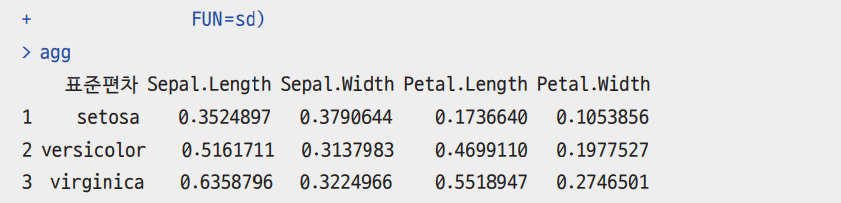 + FUN=sd)
> agg
표준편차 Sepal.Length Sepal.Width Petal.Length Petal.Width
1 setosa 0.3524897 0.3790644 0.1736640 0.1053856
2 versicolor 0.5161711 0.3137983 0.4699110 0.1977527
3 virginica 0.6358796 0.3224966 0.5518947 0.2746501